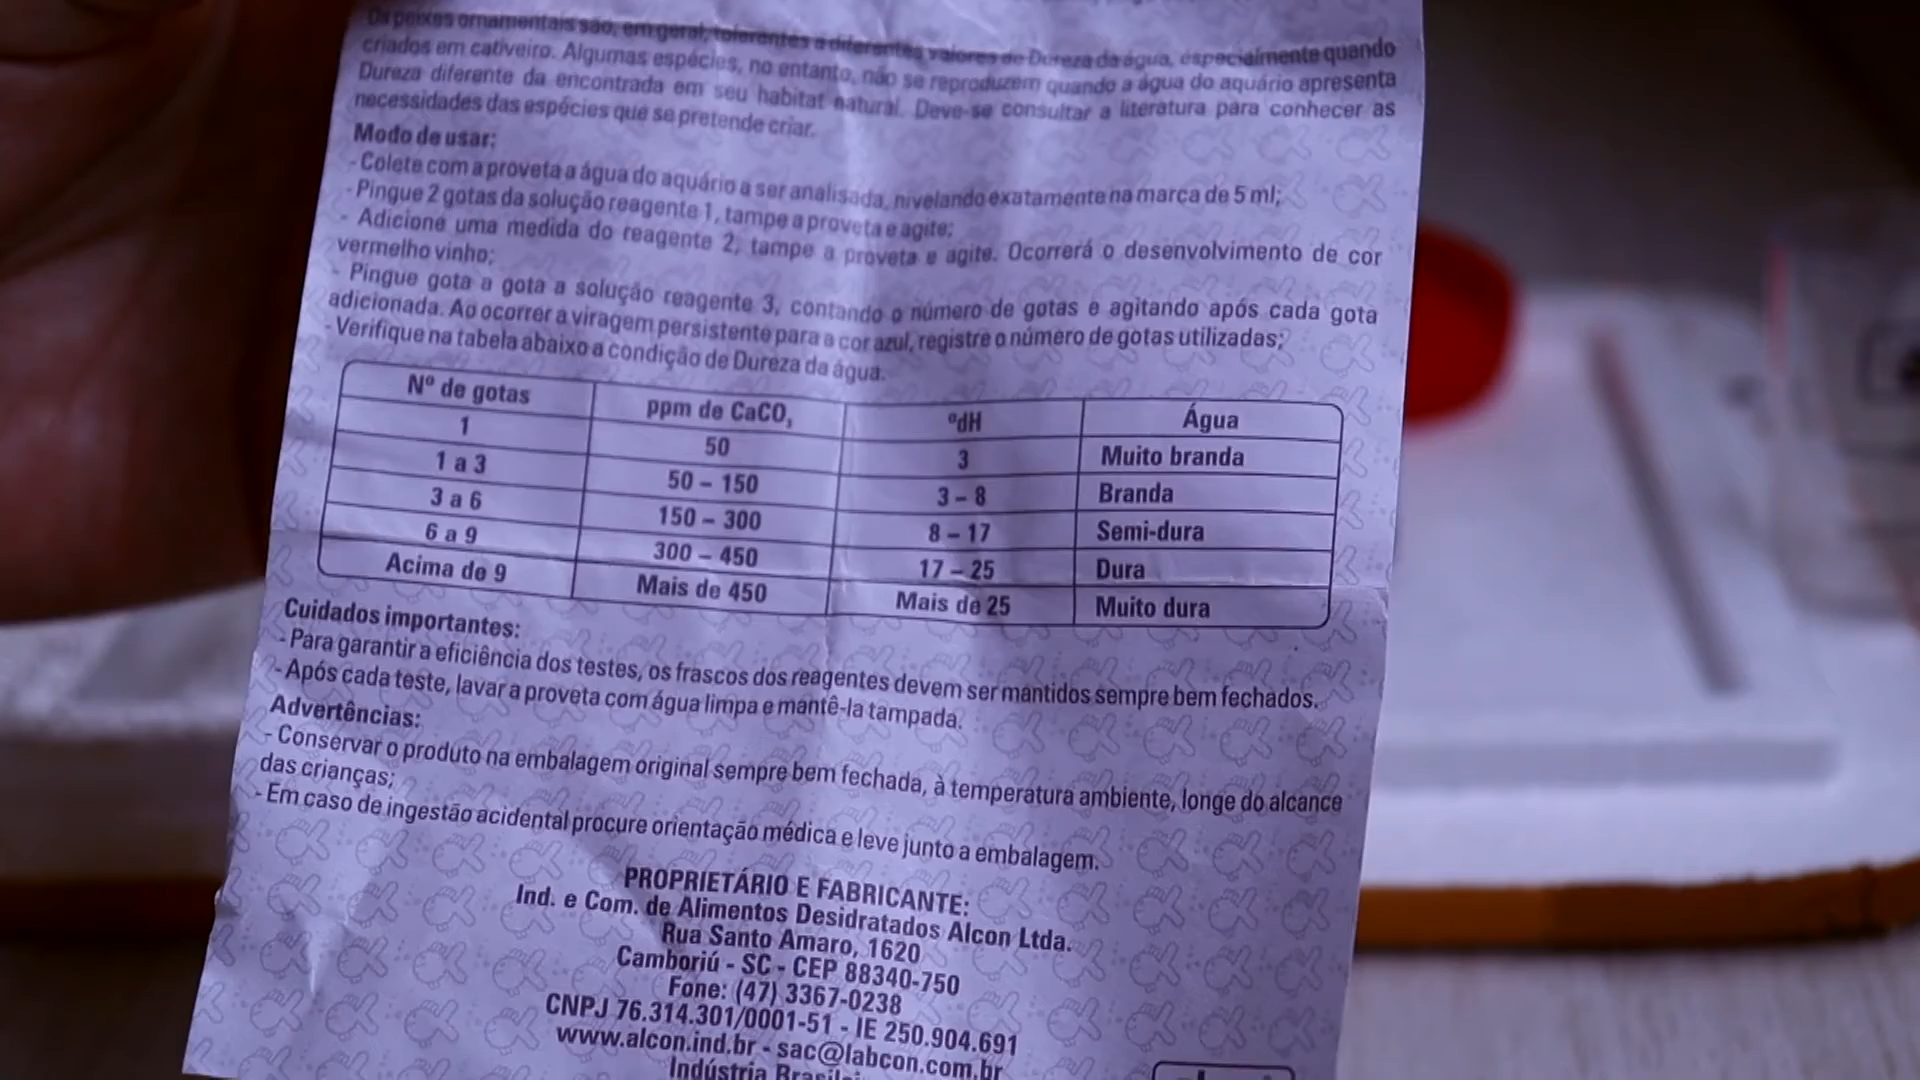 Os peixes ornamentais são, em geral, tolerantes a diferentes valores de Dureza da água, especialmente quando
criados em cativeiro. Algumas espécies, no entanto, não se reproduzem quando a água do aquário apresenta
Dureza diferente da encontrada em seu habitat natural. Deve-se consultar a literatura para conhecer as
necessidades das espécies que se pretende criar.
Modo de usar:
- Colete com a proveta a água do aquário a ser analisada, nivelando exatamente na marca de 5 ml;
- Pingue 2 gotas da solução reagente 1, tampe a proveta e agite;
- Adicione uma medida do reagente 2, tampe a proveta e agite. Ocorrerá o desenvolvimento de cor
vermelho vinho;
- Pingue gota a gota a solução reagente 3, contando o número de gotas e agitando após cada gota
adicionada. Ao ocorrer a viragem persistente para a cor azul, registre o número de gotas utilizadas;
- Verifique na tabela abaixo a condição de Dureza da água.
Nº de gotas ppm de CaCO₃ ºdH Água
1 50 3 Muito branda
1 a 3 50 – 150 3 – 8 Branda
3 a 6 150 – 300 8 – 17 Semi-dura
6 a 9 300 – 450 17 – 25 Dura
Acima de 9 Mais de 450 Mais de 25 Muito dura
Cuidados importantes:
- Para garantir a eficiência dos testes, os frascos dos reagentes devem ser mantidos sempre bem fechados.
- Após cada teste, lavar a proveta com água limpa e mantê-la tampada.
Advertências:
- Conservar o produto na embalagem original sempre bem fechada, à temperatura ambiente, longe do alcance
das crianças;
- Em caso de ingestão acidental procure orientação médica e leve junto a embalagem.
PROPRIETÁRIO E FABRICANTE:
Ind. e Com. de Alimentos Desidratados Alcon Ltda.
Rua Santo Amaro, 1620
Camboriú - SC - CEP 88340-750
Fone: (47) 3367-0238
CNPJ 76.314.301/0001-51 - IE 250.904.691
www.alcon.ind.br - sac@labcon.com.br
Indústria